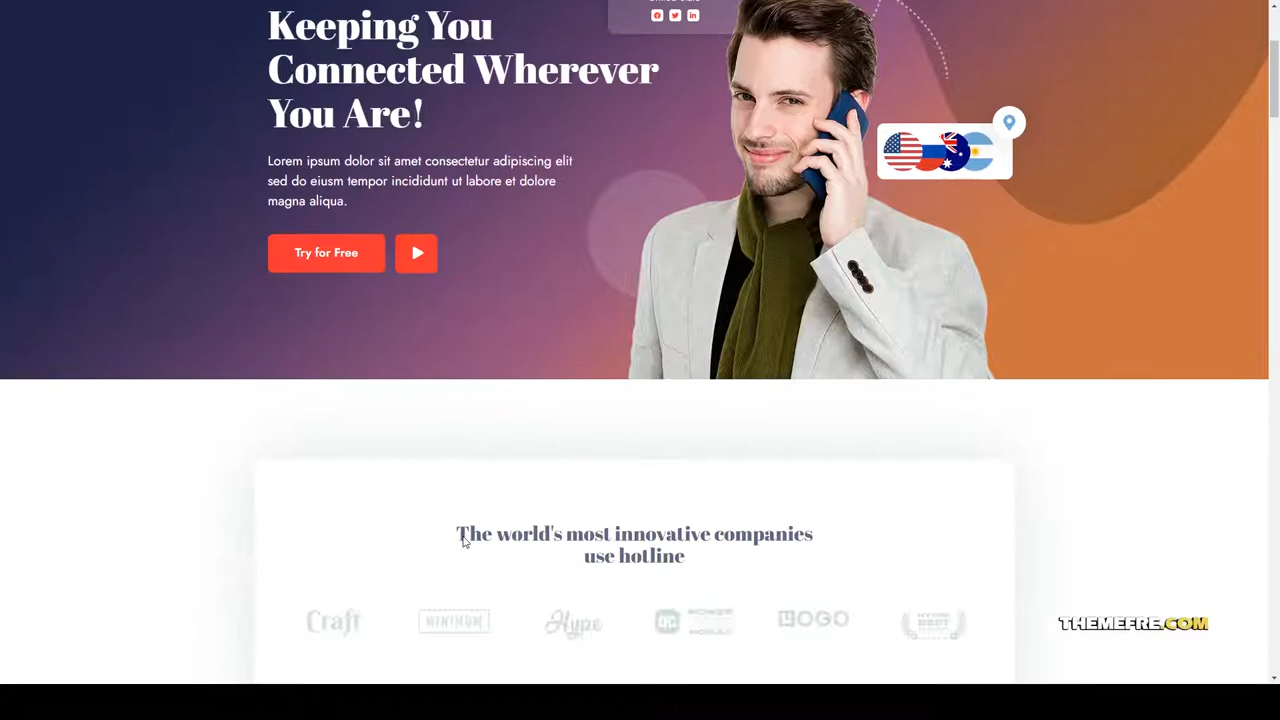 Keeping You
Connected Wherever
You Are!
Lorem ipsum dolor sit amet consectetur adipiscing elit
sed do eiusm tempor incididunt ut labore et dolore
magna aliqua.
Try for Free
The world's most innovative companies
use hotline
Craft
MINIMUM
Hype
LOGO
THEMEFRE.COM